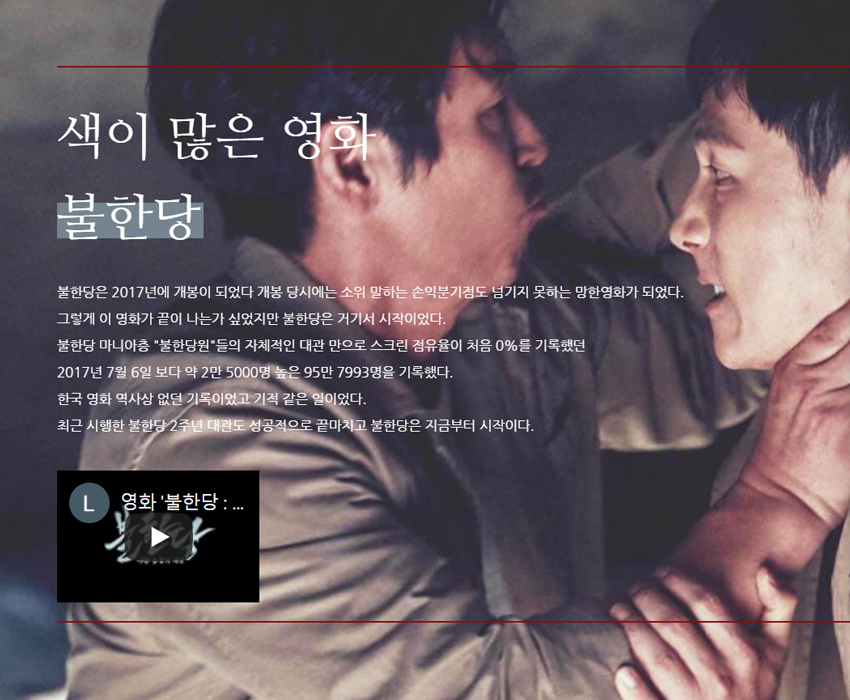 색이 많은 영화
불한당
불한당은 2017년에 개봉이 되었다 개봉 당시에는 소위 말하는 손익분기점도 넘기지 못하는 망한영화가 되었다.
그렇게 이 영화가 끝이 나는가 싶었지만 불한당은 거기서 시작이었다.
불한당 마니아층 "불한당원"들의 자체적인 대관 만으로 스크린 점유율이 처음 0%를 기록했던
2017년 7월 6일 보다 약 2만 5000명 높은 95만 7993명을 기록했다.
한국 영화 역사상 없던 기록이었고 기적 같은 일이었다.
최근 시행한 불한당 2주년 대관도 성공적으로 끝마치고 불한당은 지금부터 시작이다.
L 영화 '불한당 : ...
불한당